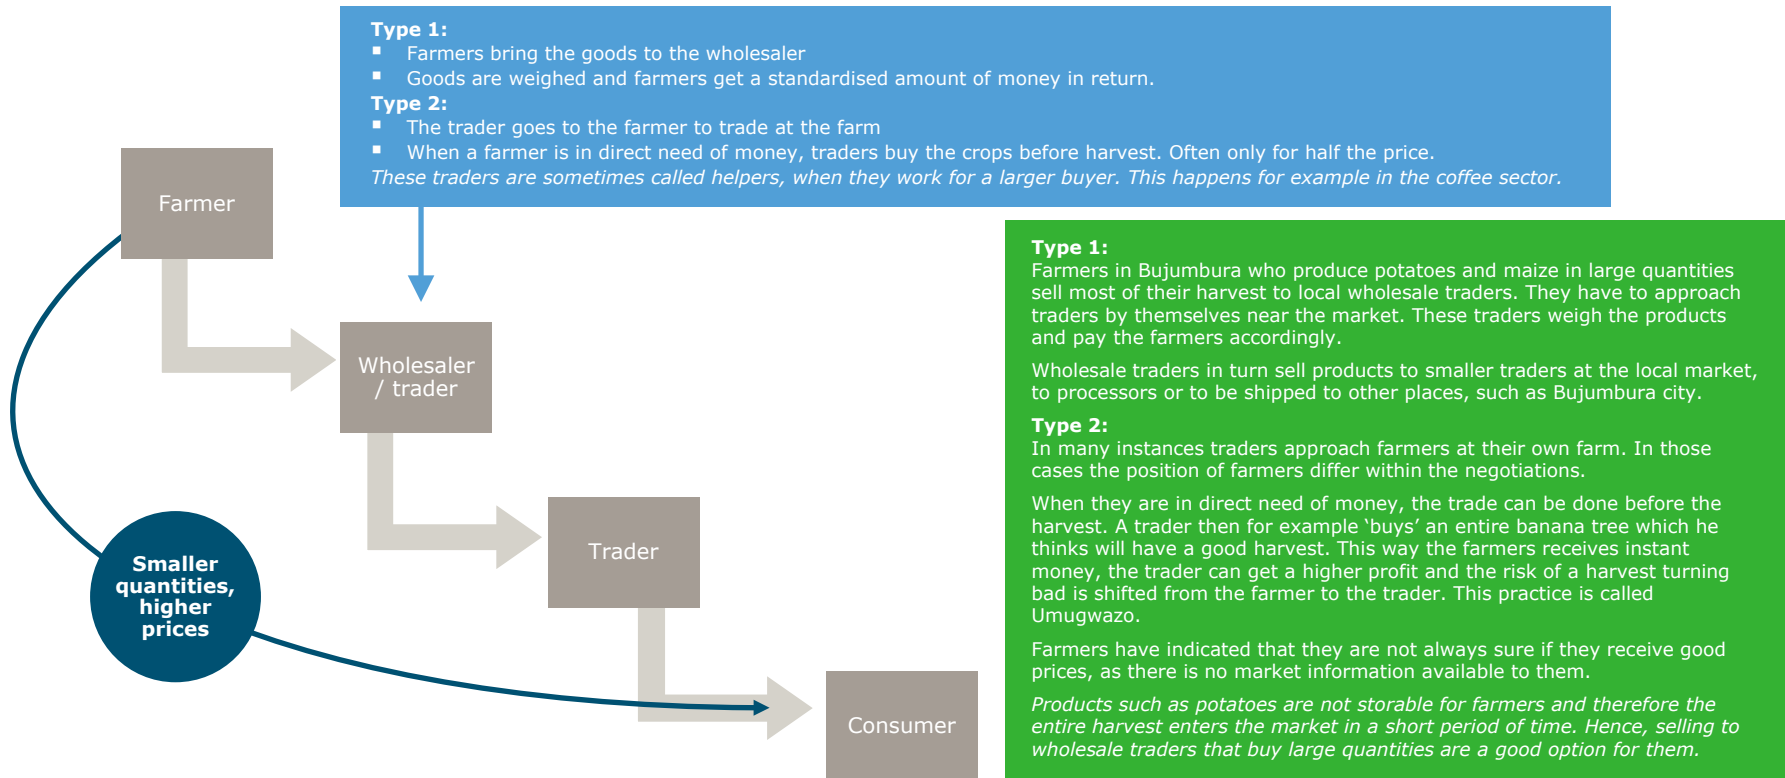 Type 1:
▪ Farmers bring the goods to the wholesaler
▪ Goods are weighed and farmers get a standardised amount of money in return.
Type 2:
▪ The trader goes to the farmer to trade at the farm
▪ When a farmer is in direct need of money, traders buy the crops before harvest. Often only for half the price.
These traders are sometimes called helpers, when they work for a larger buyer. This happens for example in the coffee sector.
Farmer
Wholesaler
/ trader
Trader
Consumer
Smaller
quantities,
higher
prices
Type 1:
Farmers in Bujumbura who produce potatoes and maize in large quantities
sell most of their harvest to local wholesale traders. They have to approach
traders by themselves near the market. These traders weigh the products
and pay the farmers accordingly.
Wholesale traders in turn sell products to smaller traders at the local market,
to processors or to be shipped to other places, such as Bujumbura city.
Type 2:
In many instances traders approach farmers at their own farm. In those
cases the position of farmers differ within the negotiations.
When they are in direct need of money, the trade can be done before the
harvest. A trader then for example ‘buys’ an entire banana tree which he
thinks will have a good harvest. This way the farmers receives instant
money, the trader can get a higher profit and the risk of a harvest turning
bad is shifted from the farmer to the trader. This practice is called
Umugwazo.
Farmers have indicated that they are not always sure if they receive good
prices, as there is no market information available to them.
Products such as potatoes are not storable for farmers and therefore the
entire harvest enters the market in a short period of time. Hence, selling to
wholesale traders that buy large quantities are a good option for them.